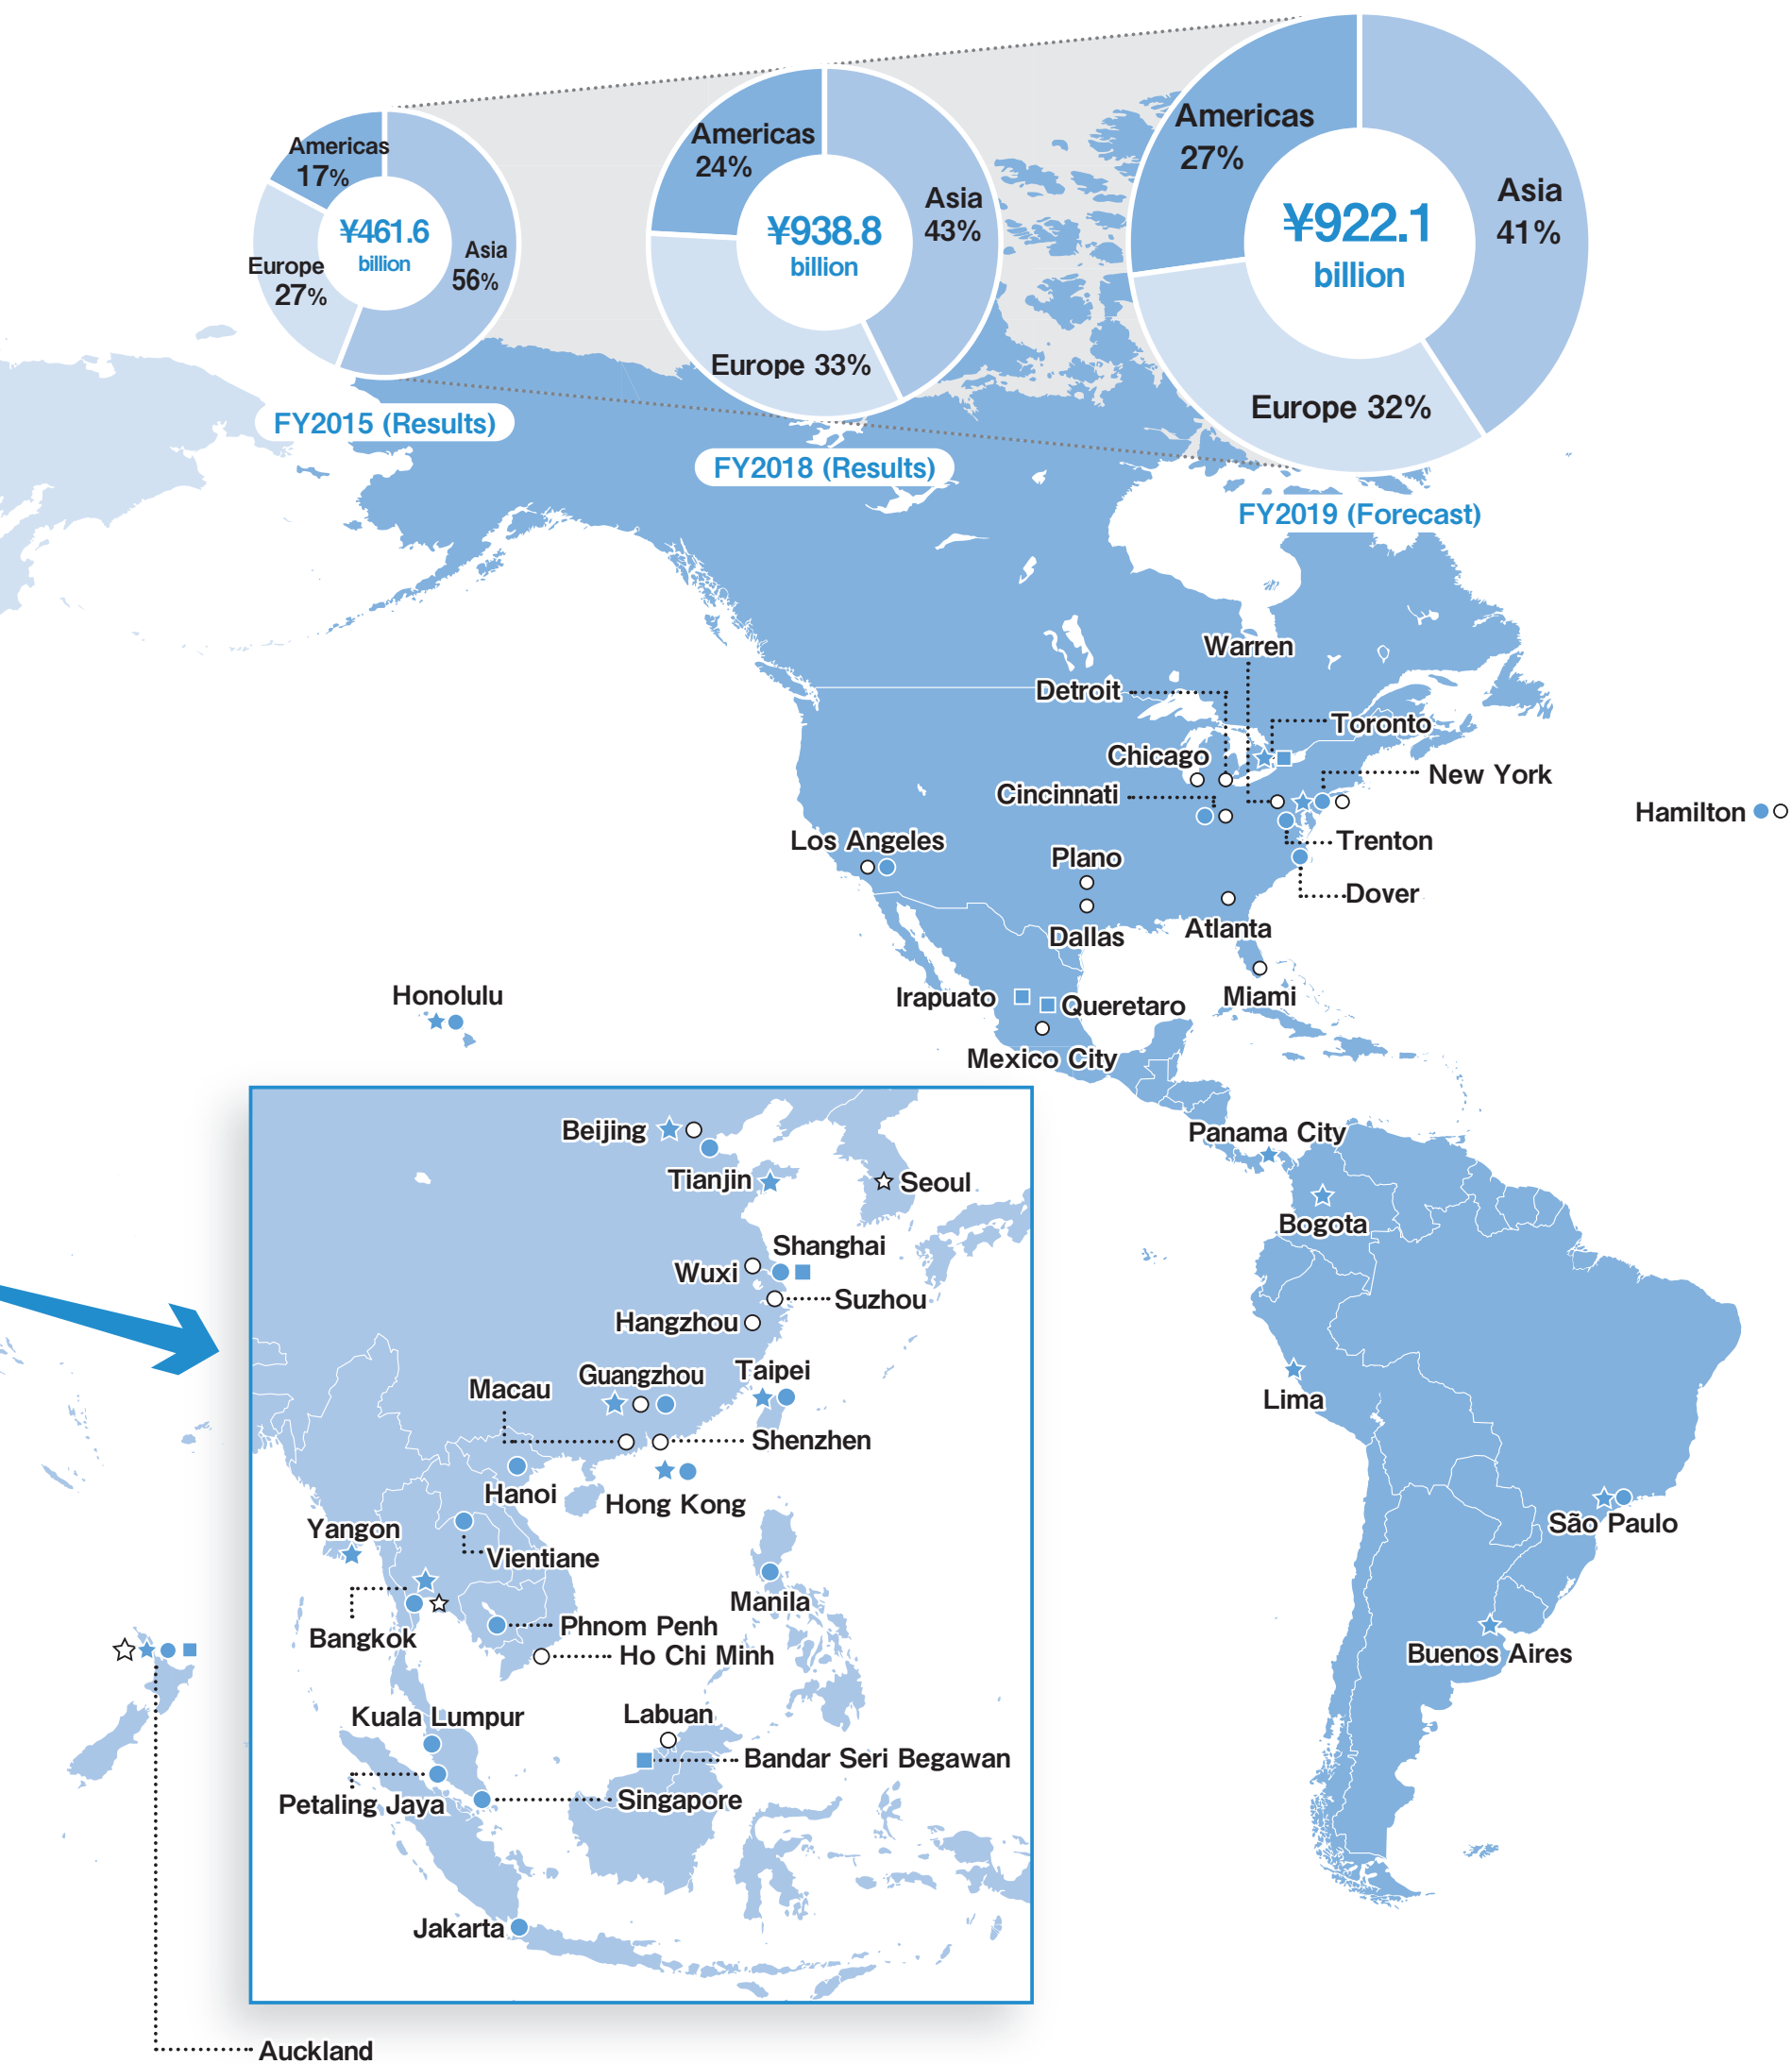 Americas
17%
¥461.6
billion
Asia
56%
Europe
27%
FY2015 (Results)
Americas
24%
¥938.8
billion
Asia
43%
Europe 33%
FY2018 (Results)
Americas
27%
¥922.1
billion
Asia
41%
Europe 32%
FY2019 (Forecast)
Warren
Detroit
Toronto
Chicago
New York
Cincinnati
Hamilton
Los Angeles
Trenton
Plano
Dover
Atlanta
Dallas
Honolulu
Irapuato
Queretaro
Miami
Mexico City
Panama City
Bogota
Lima
São Paulo
Buenos Aires
Beijing
Tianjin
Seoul
Shanghai
Wuxi
Suzhou
Hangzhou
Guangzhou
Taipei
Macau
Shenzhen
Hanoi
Hong Kong
Yangon
Vientiane
Manila
Bangkok
Phnom Penh
Ho Chi Minh
Kuala Lumpur
Labuan
Bandar Seri Begawan
Petaling Jaya
Singapore
Jakarta
Auckland